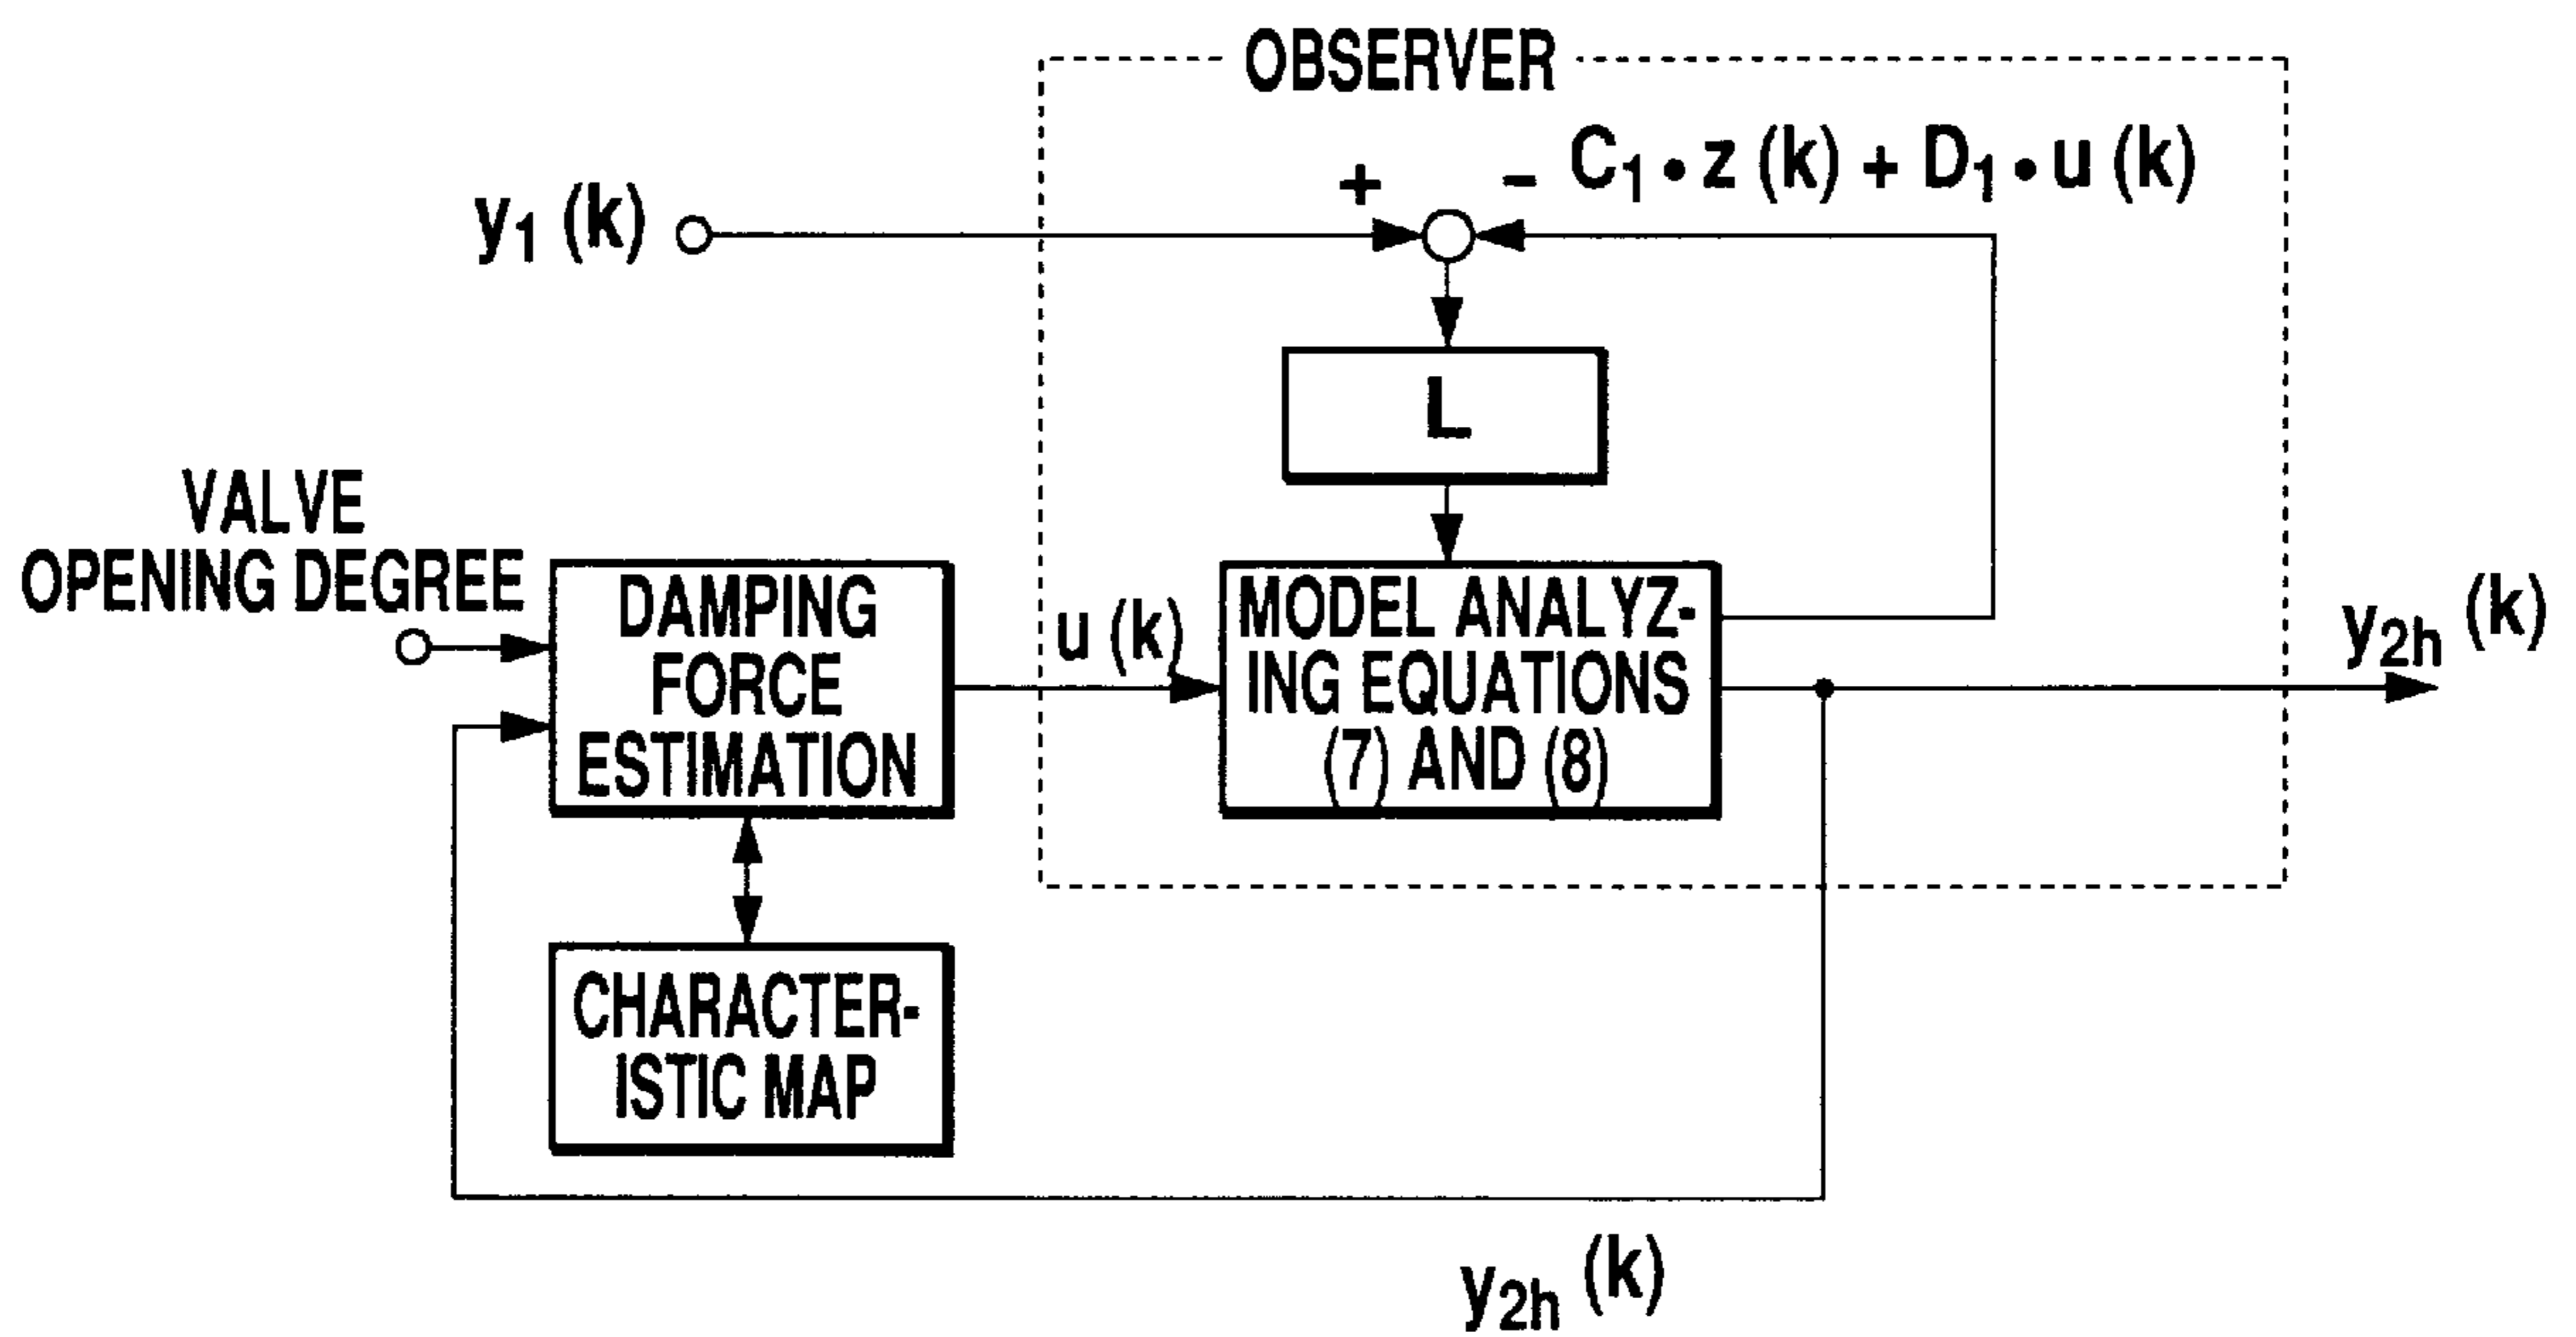 OBSERVER
+ - C₁•z (k) + D₁•u (k)
y₁ (k)
L
VALVE
OPENING DEGREE
DAMPING
FORCE
ESTIMATION
u (k)
MODEL ANALYZ-
ING EQUATIONS
(7) AND (8)
y₂ₕ (k)
CHARACTER-
ISTIC MAP
y₂ₕ (k)